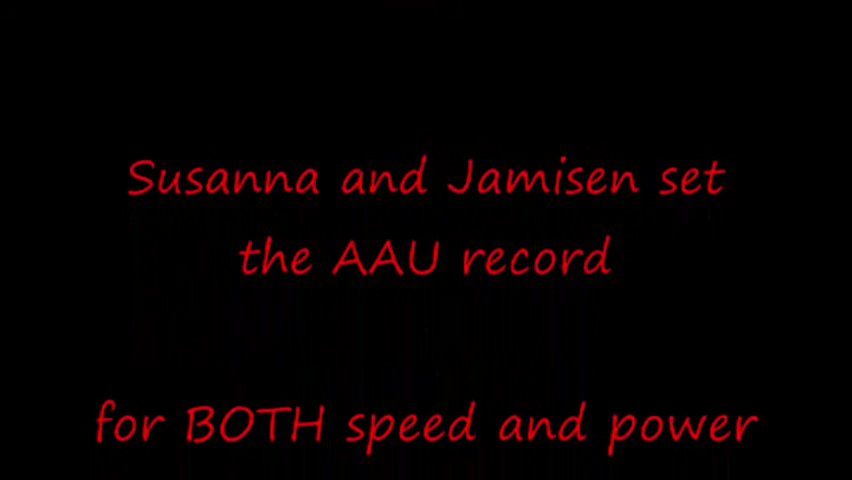 Susanna and Jamisen set
the AAU record
for BOTH speed and power